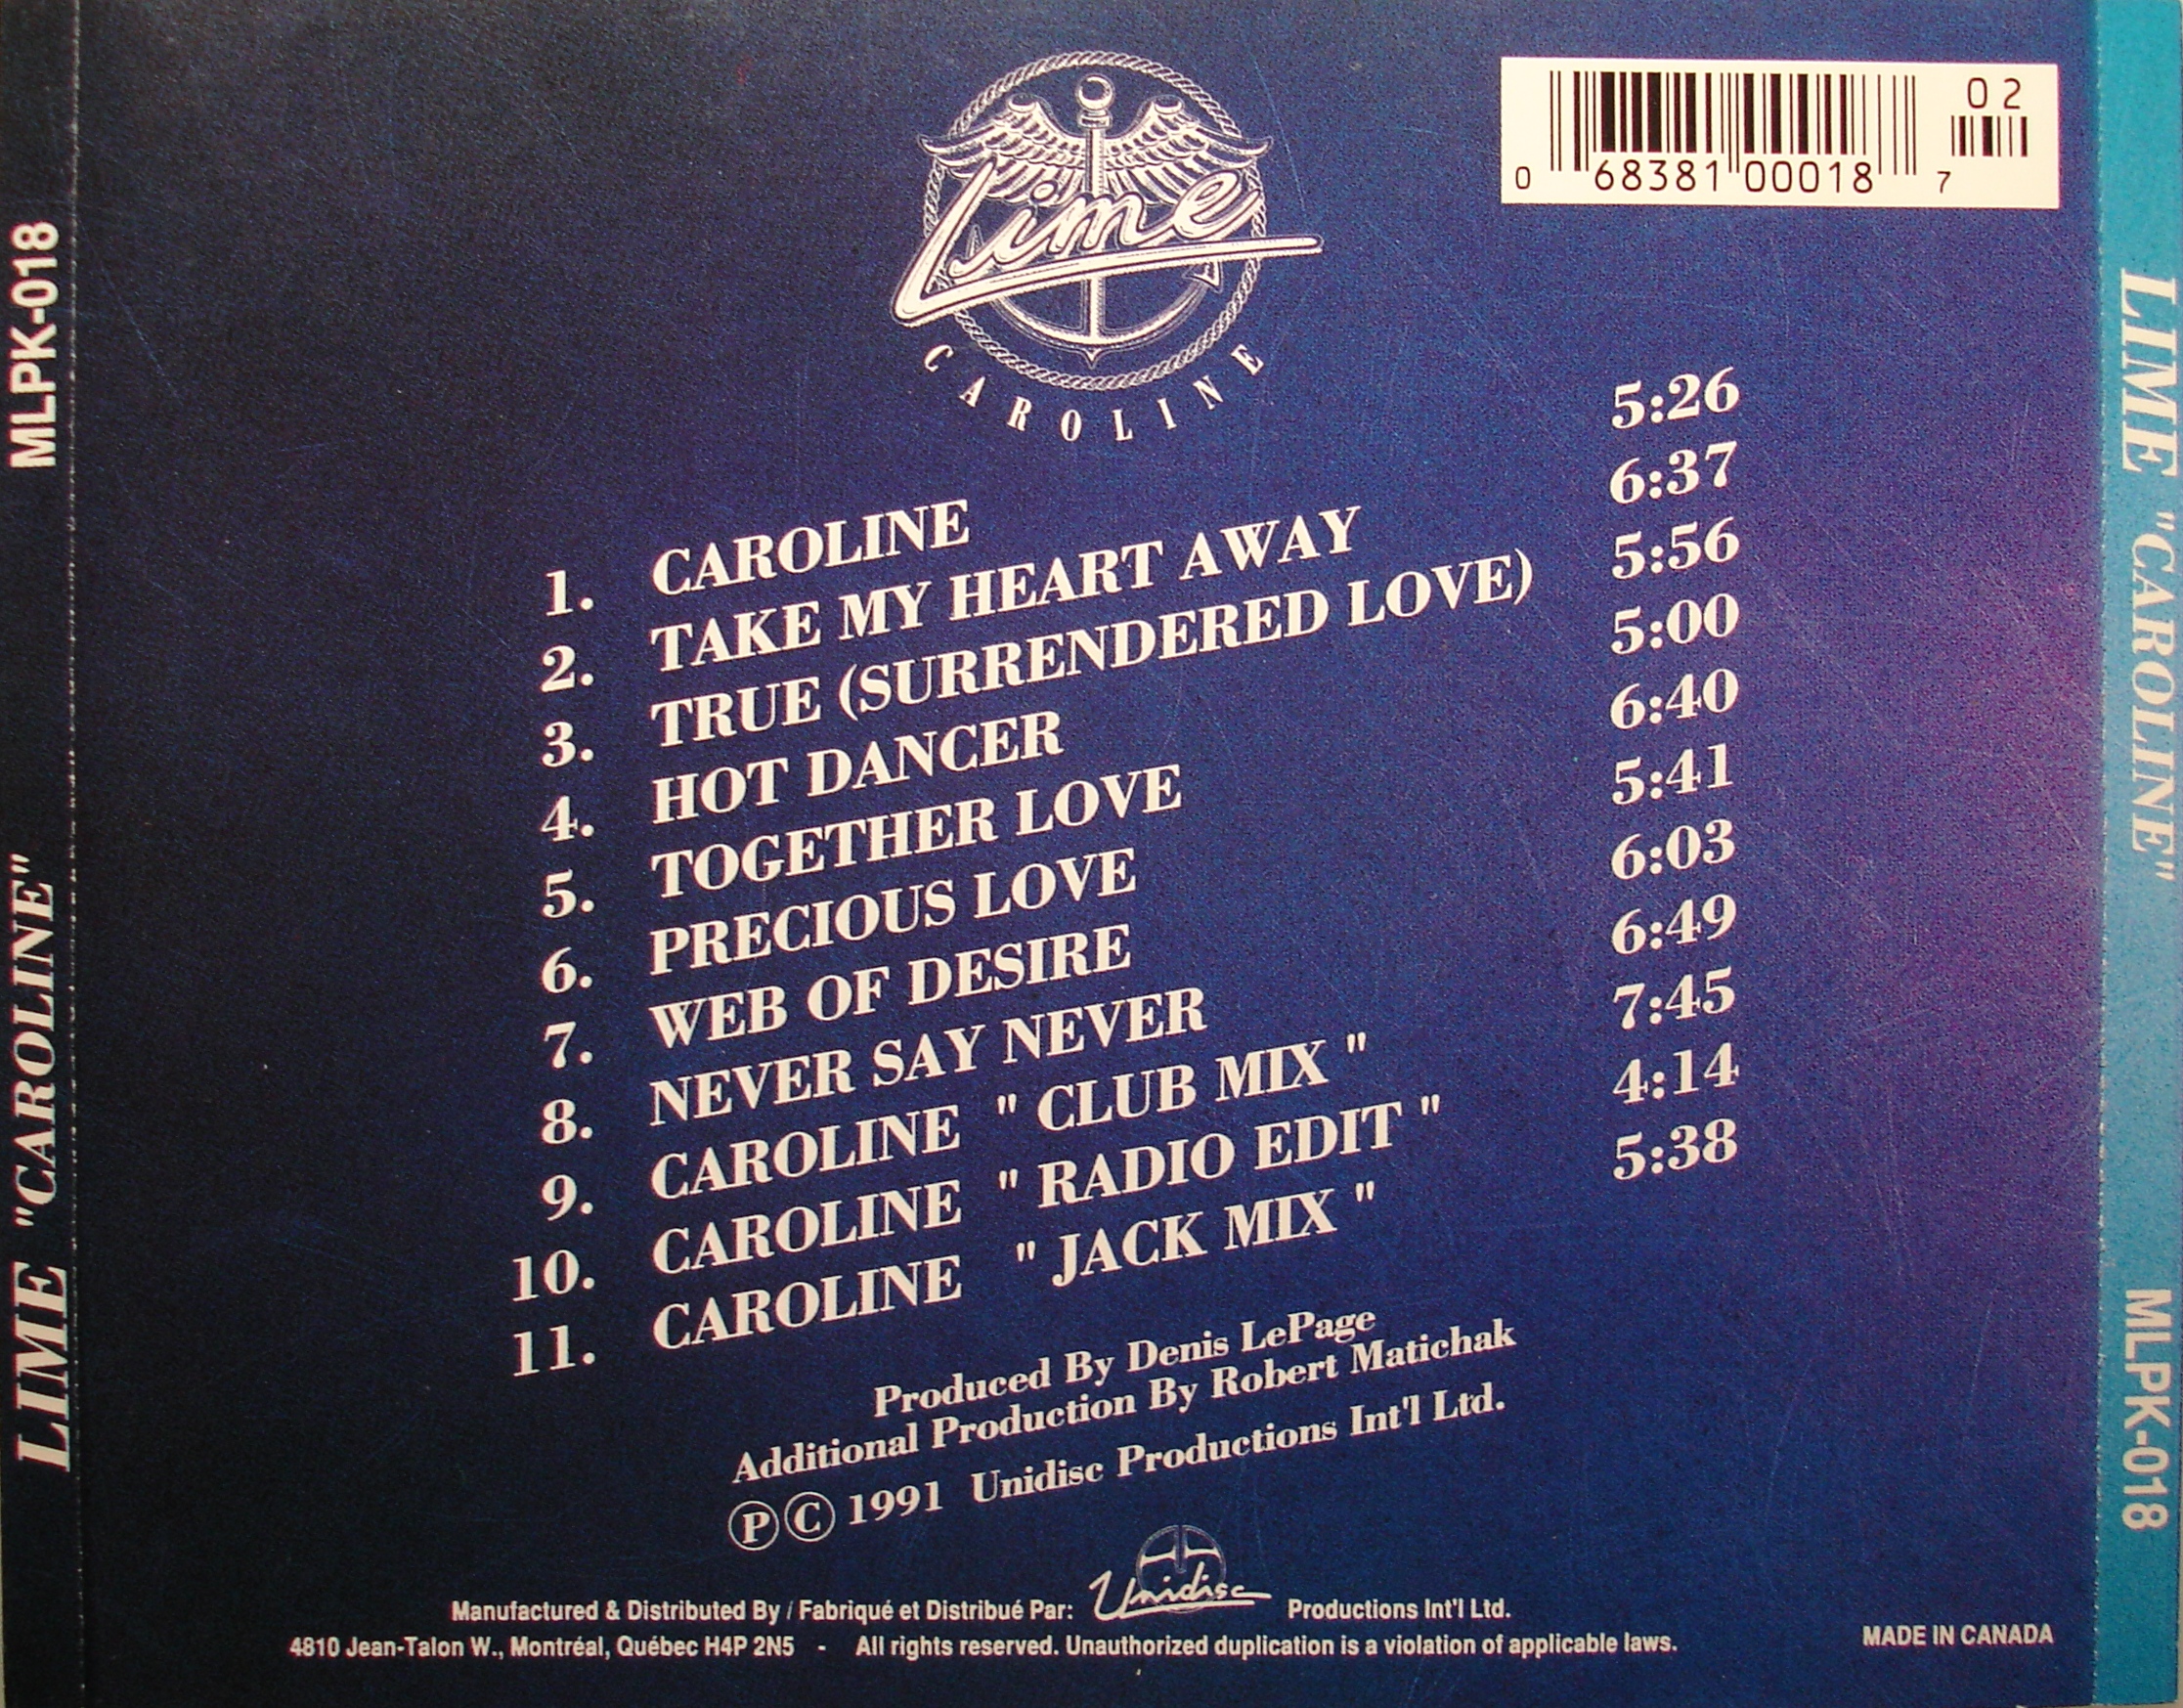 Lime
CAROLINE
02
0 68381 00018 7
1. CAROLINE 5:26
2. TAKE MY HEART AWAY 6:37
3. TRUE (SURRENDERED LOVE) 5:56
4. HOT DANCER 5:00
5. TOGETHER LOVE 6:40
6. PRECIOUS LOVE 5:41
7. WEB OF DESIRE 6:03
8. NEVER SAY NEVER 6:49
9. CAROLINE " CLUB MIX " 7:45
10. CAROLINE " RADIO EDIT " 4:14
11. CAROLINE " JACK MIX " 5:38
Produced By Denis LePage
Additional Production By Robert Matichak
Ⓟ © 1991 Unidisc Productions Int'l Ltd.
Manufactured & Distributed By / Fabriqué et Distribué Par: Unidisc Productions Int'l Ltd.
4810 Jean-Talon W., Montréal, Québec H4P 2N5 - All rights reserved. Unauthorized duplication is a violation of applicable laws.
MADE IN CANADA
LIME "CAROLINE" MLPK-018
LIME "CAROLINE" MLPK-018